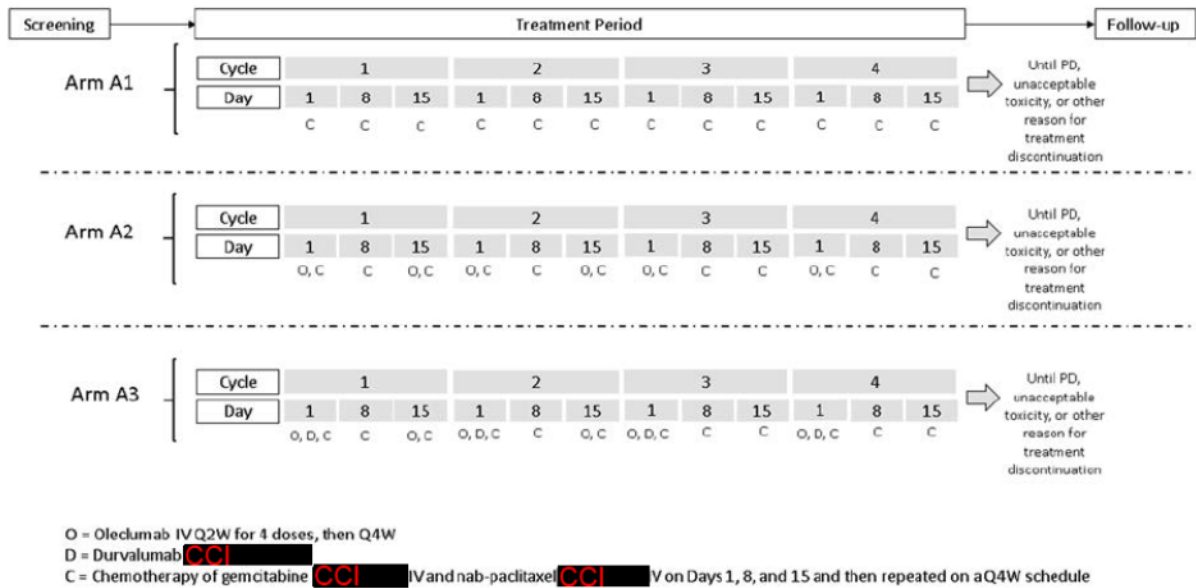 Screening Treatment Period Follow-up
Arm A1
Cycle 1 2 3 4
Day 1 8 15 1 8 15 1 8 15 1 8 15
C C C C C C C C C C C C
Until PD,
unacceptable
toxicity, or other
reason for
treatment
discontinuation
Arm A2
Cycle 1 2 3 4
Day 1 8 15 1 8 15 1 8 15 1 8 15
O, C C O, C O, C C O, C O, C C C O, C C C
Until PD,
unacceptable
toxicity, or other
reason for
treatment
discontinuation
Arm A3
Cycle 1 2 3 4
Day 1 8 15 1 8 15 1 8 15 1 8 15
O, D, C C O, C O, D, C C O, C O, D, C C C O, D, C C C
Until PD,
unacceptable
toxicity, or other
reason for
treatment
discontinuation
O = Oleclumab IV Q2W for 4 doses, then Q4W
D = Durvalumab CCI
C = Chemotherapy of gemcitabine CCI IV and nab-paclitaxel CCI IV on Days 1, 8, and 15 and then repeated on a Q4W schedule